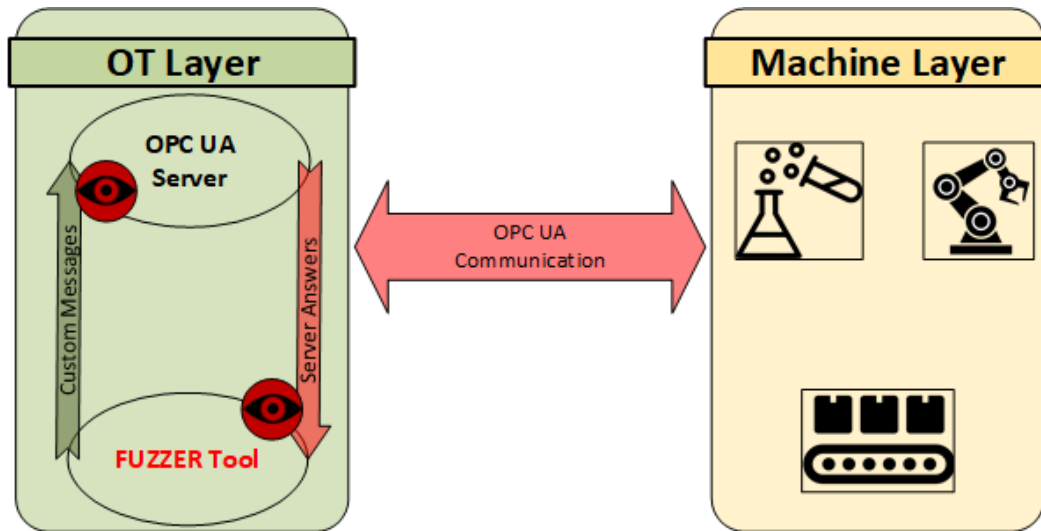 OT Layer
Machine Layer
OPC UA
Server
Custom Messages
Server Answers
FUZZER Tool
OPC UA
Communication